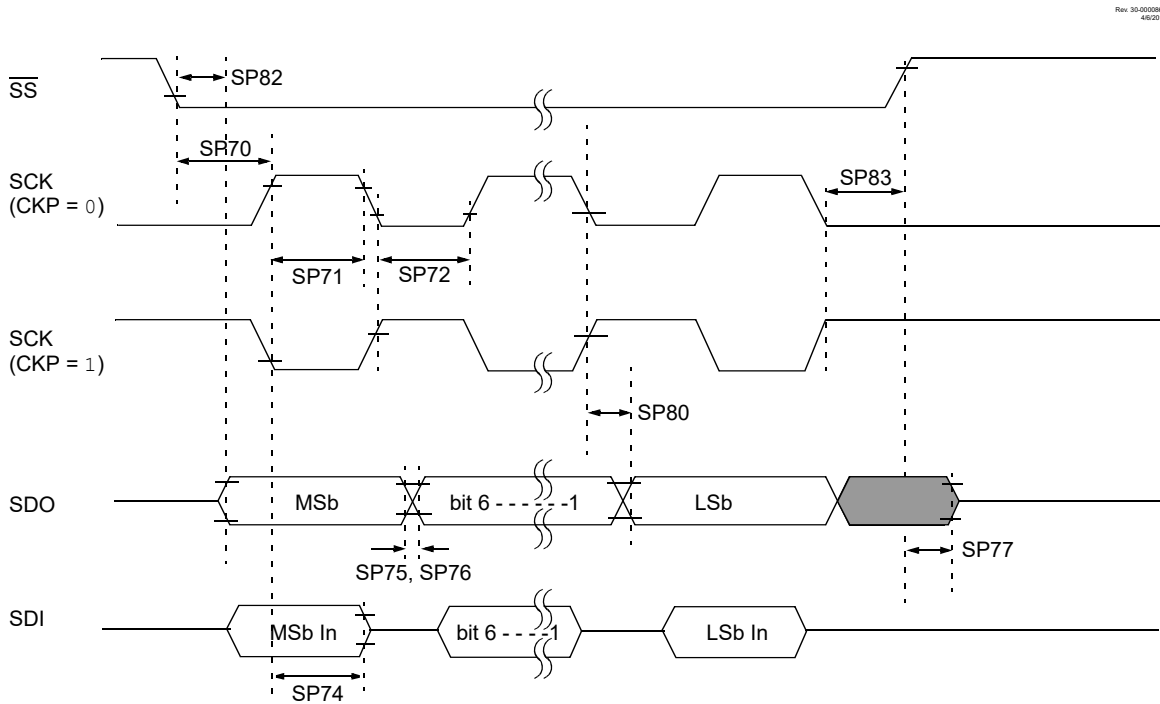 Rev. 30-00008
4/6/20
SS
SP82
SP70
SCK
(CKP = 0)
SP83
SP71
SP72
SCK
(CKP = 1)
SP80
SDO
MSb
bit 6 - - - - - -1
LSb
SP75, SP76
SP77
SDI
MSb In
bit 6 - - - -1
LSb In
SP74